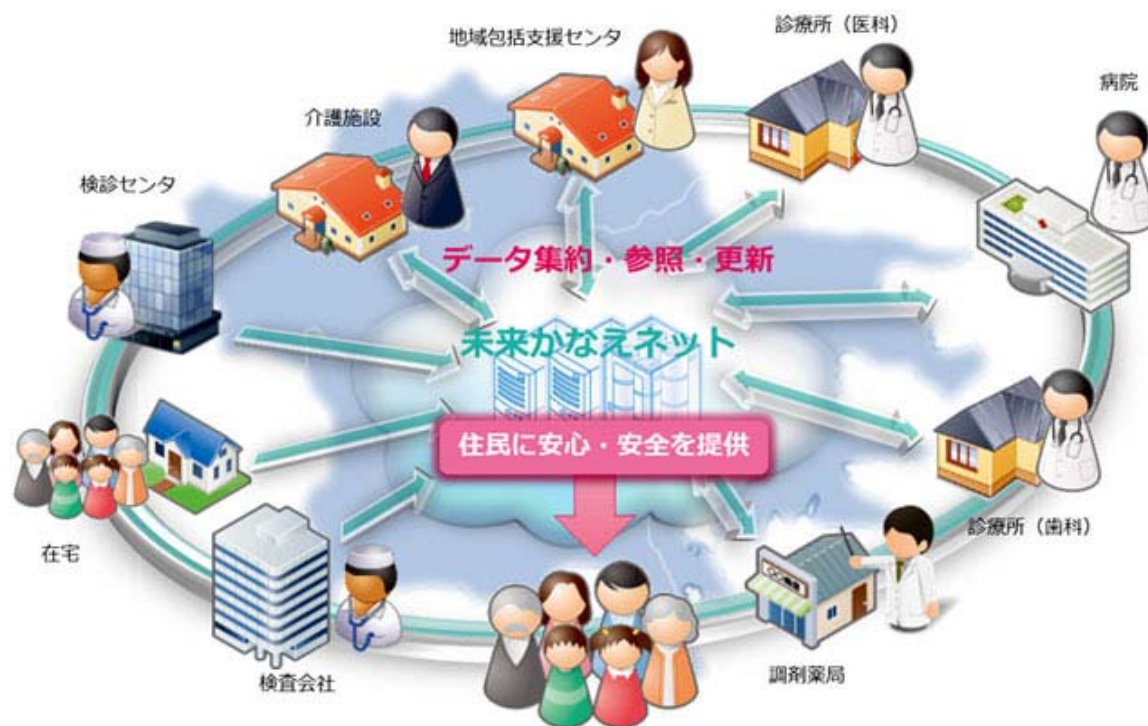 地域包括支援センタ
診療所（医科）
病院
介護施設
検診センタ
データ集約・参照・更新
未来かなえネット
住民に安心・安全を提供
在宅
診療所（歯科）
検査会社
調剤薬局